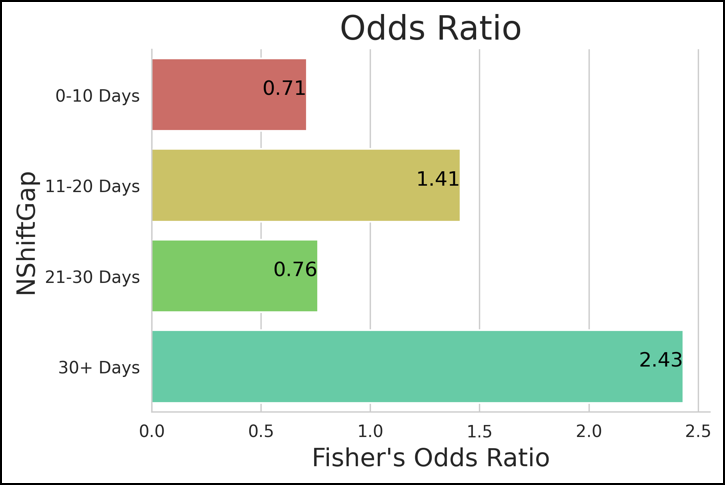 Odds Ratio
NShiftGap
0-10 Days
0.71
11-20 Days
1.41
21-30 Days
0.76
30+ Days
2.43
0.0 0.5 1.0 1.5 2.0 2.5
Fisher's Odds Ratio